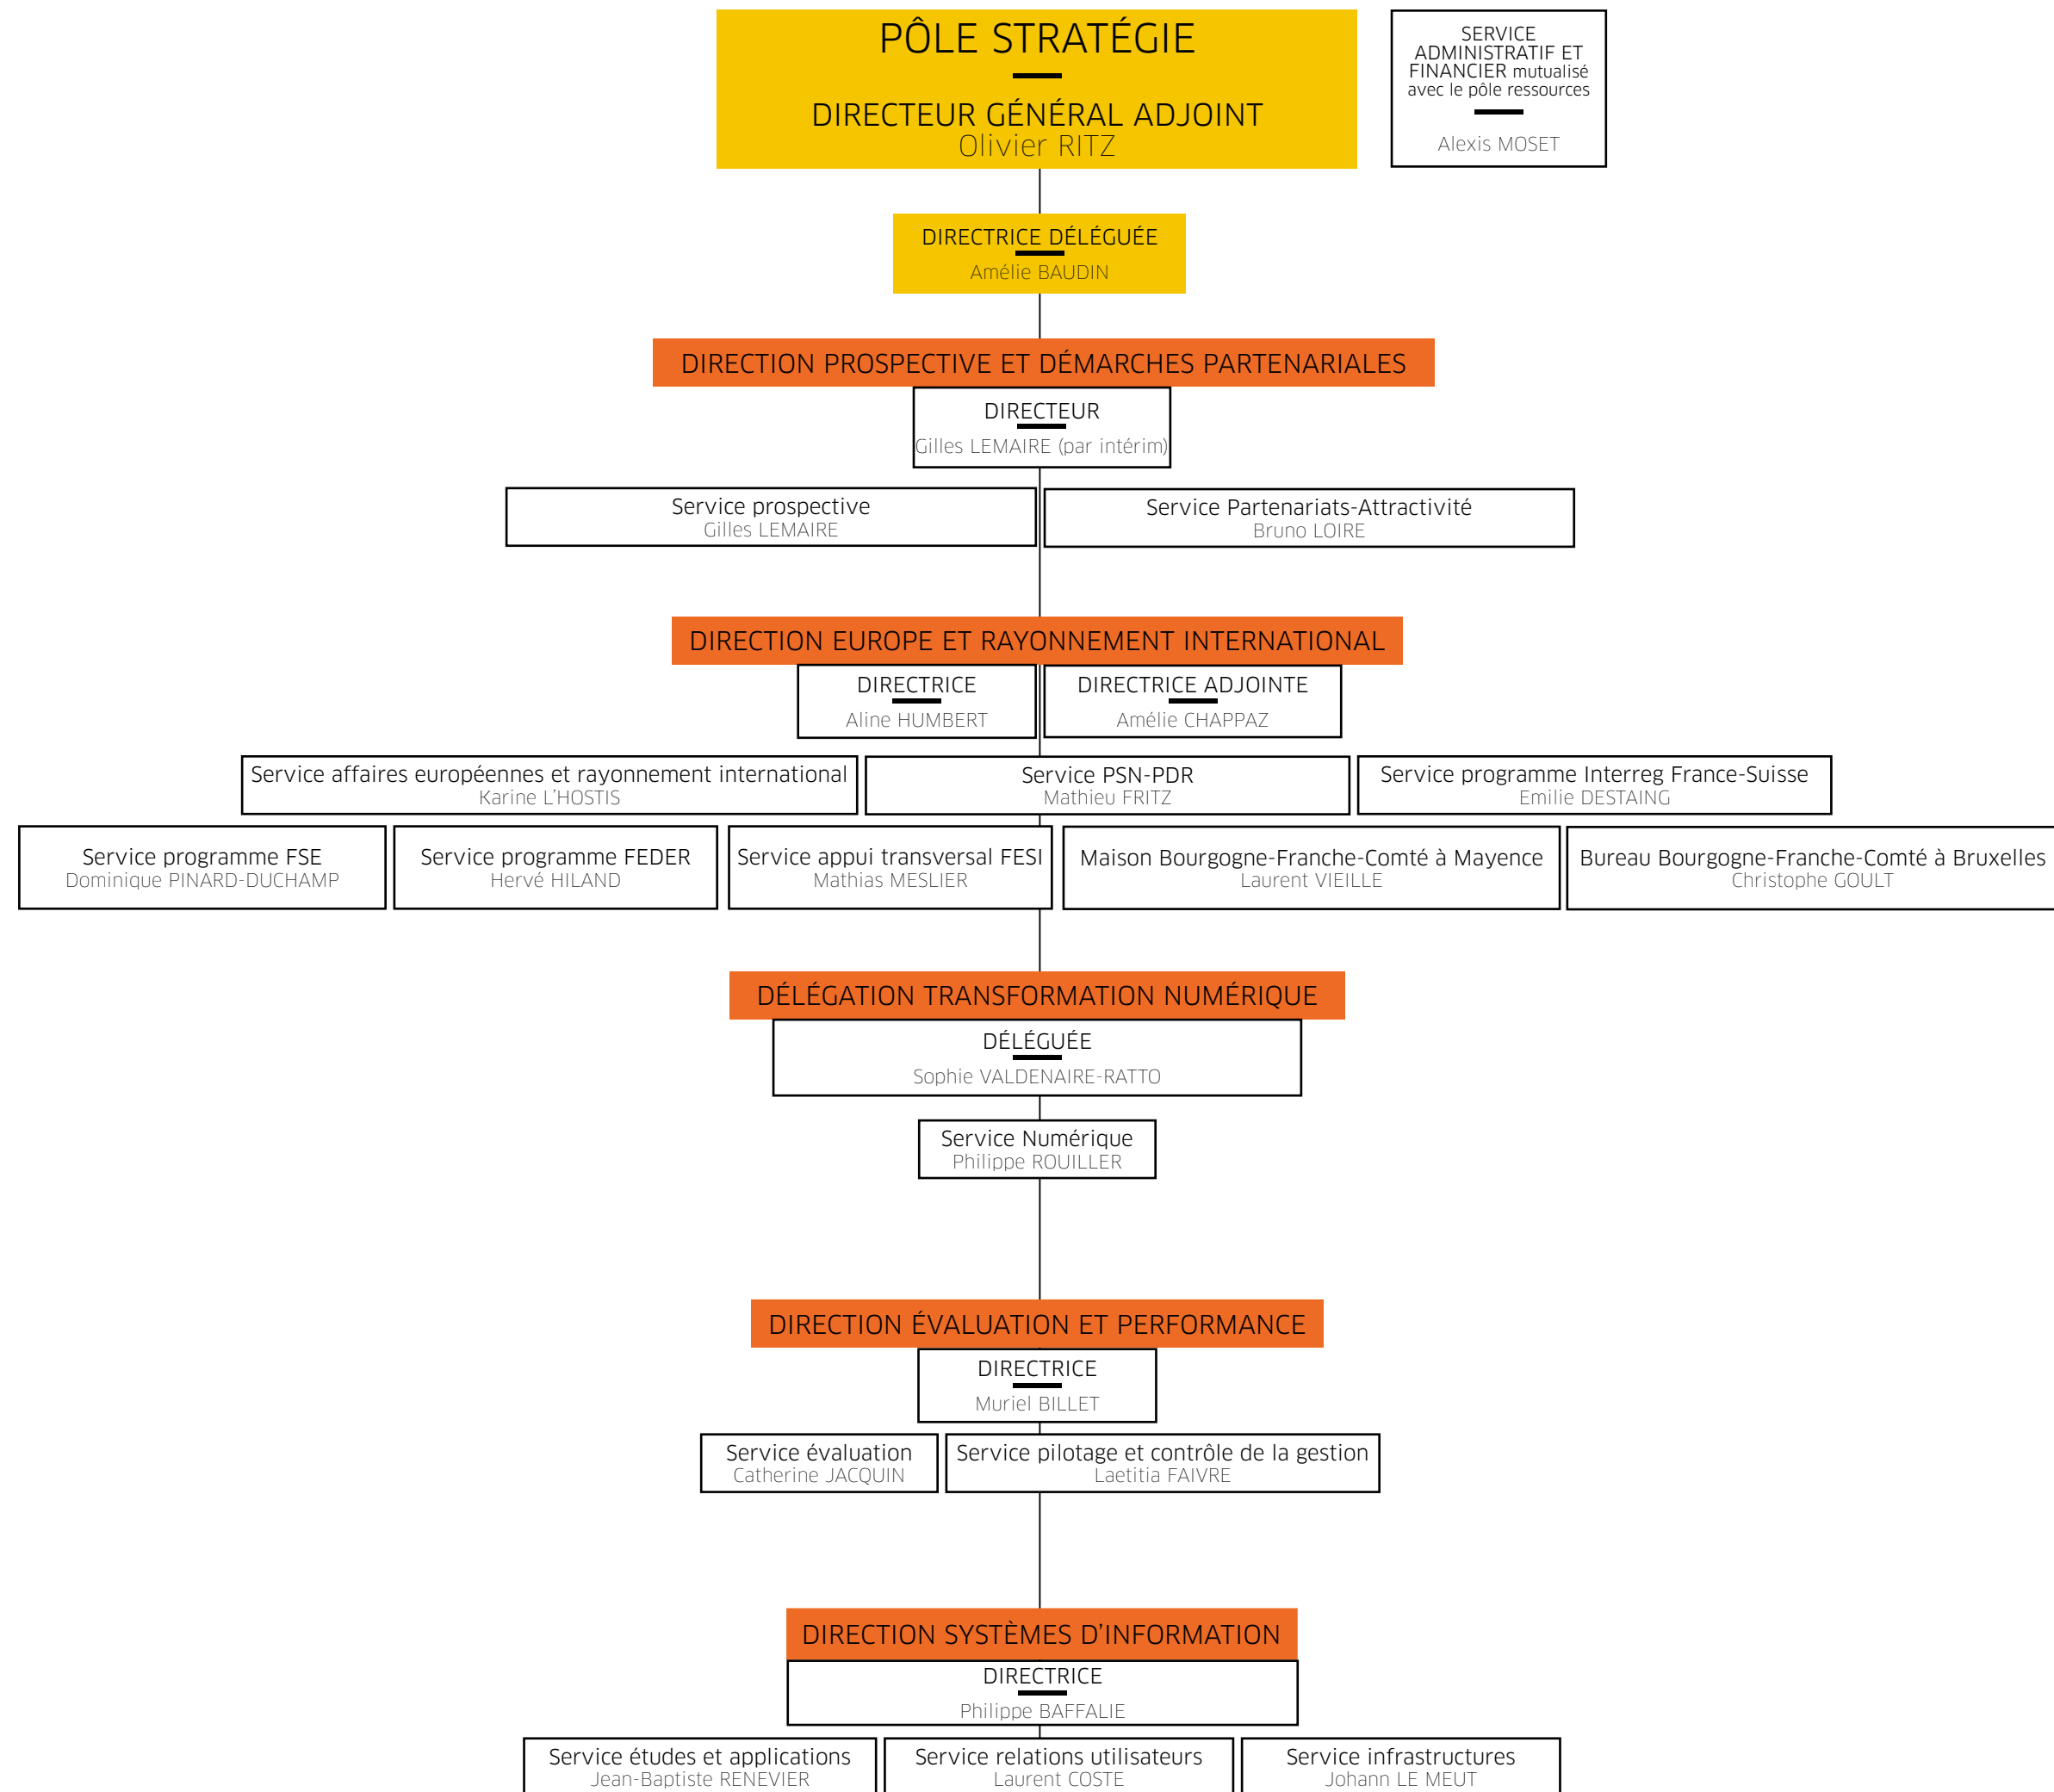 PÔLE STRATÉGIE
DIRECTEUR GÉNÉRAL ADJOINT
Olivier RITZ
SERVICE
ADMINISTRATIF ET
FINANCIER mutualisé
avec le pôle ressources
Alexis MOSET
DIRECTRICE DÉLÉGUÉE
Amélie BAUDIN
DIRECTION PROSPECTIVE ET DÉMARCHES PARTENARIALES
DIRECTEUR
Gilles LEMAIRE (par intérim)
Service prospective
Gilles LEMAIRE
Service Partenariats-Attractivité
Bruno LOIRE
DIRECTION EUROPE ET RAYONNEMENT INTERNATIONAL
DIRECTRICE
Aline HUMBERT
DIRECTRICE ADJOINTE
Amélie CHAPPAZ
Service affaires européennes et rayonnement international
Karine L'HOSTIS
Service PSN-PDR
Mathieu FRITZ
Service programme Interreg France-Suisse
Emilie DESTAING
Service programme FSE
Dominique PINARD-DUCHAMP
Service programme FEDER
Hervé HILAND
Service appui transversal FESI
Mathias MESLIER
Maison Bourgogne-Franche-Comté à Mayence
Laurent VIEILLE
Bureau Bourgogne-Franche-Comté à Bruxelles
Christophe GOULT
DÉLÉGATION TRANSFORMATION NUMÉRIQUE
DÉLÉGUÉE
Sophie VALDENAIRE-RATTO
Service Numérique
Philippe ROUILLER
DIRECTION ÉVALUATION ET PERFORMANCE
DIRECTRICE
Muriel BILLET
Service évaluation
Catherine JACQUIN
Service pilotage et contrôle de la gestion
Laetitia FAIVRE
DIRECTION SYSTÈMES D'INFORMATION
DIRECTRICE
Philippe BAFFALIE
Service études et applications
Jean-Baptiste RENEVIER
Service relations utilisateurs
Laurent COSTE
Service infrastructures
Johann LE MEUT